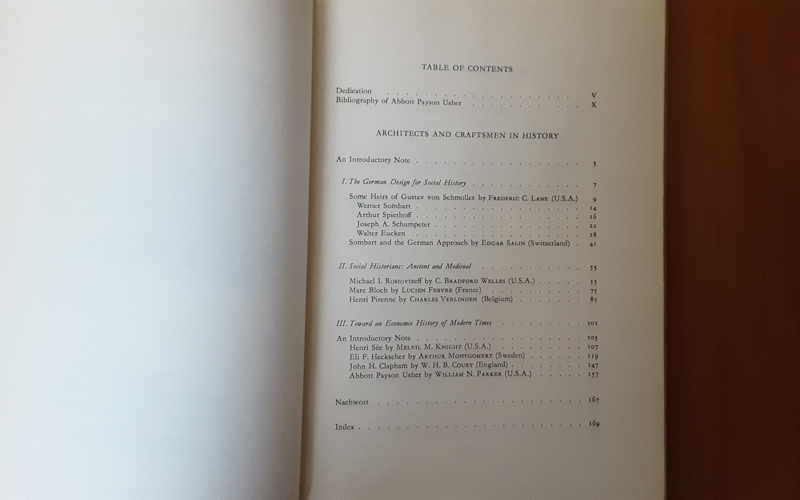 TABLE OF CONTENTS
Dedication . . . . . . . . . . . . . . . . V
Bibliography of Abbott Payson Usher . . . . . . . . . . X
ARCHITECTS AND CRAFTSMEN IN HISTORY
An Introductory Note . . . . . . . . . . . . . . . 5
I. The German Design for Social History . . . . . . . . . . 7
Some Heirs of Gustav von Schmoller by FREDERIC C. LANE (U.S.A.) 9
Werner Sombart . . . . . . . . . . . . . . . 14
Arthur Spiethoff . . . . . . . . . . . . . . . 16
Joseph A. Schumpeter . . . . . . . . . . . . . 22
Walter Eucken . . . . . . . . . . . . . . . 28
Sombart and the German Approach by EDGAR SALIN (Switzerland) . 41
II. Social Historians: Ancient and Medieval . . . . . . . . . 53
Michael I. Rostovtzeff by C. BRADFORD WELLES (U.S.A.) . . . . 55
Marc Bloch by LUCIEN FEBVRE (France) . . . . . . . . . 75
Henri Pirenne by CHARLES VERLINDEN (Belgium) . . . . . . 85
III. Toward an Economic History of Modern Times . . . . . . . 101
An Introductory Note . . . . . . . . . . . . . . . 105
Henri Sée by MELVIL M. KNIGHT (U.S.A.) . . . . . . . . 107
Eli F. Heckscher by ARTHUR MONTGOMERY (Sweden) . . . . . 119
John H. Clapham by W. H. B. COURT (England) . . . . . . . 147
Abbott Payson Usher by WILLIAM N. PARKER (U.S.A.) . . . . . 157
Nachwort . . . . . . . . . . . . . . . . . 167
Index . . . . . . . . . . . . . . . . . . . 169